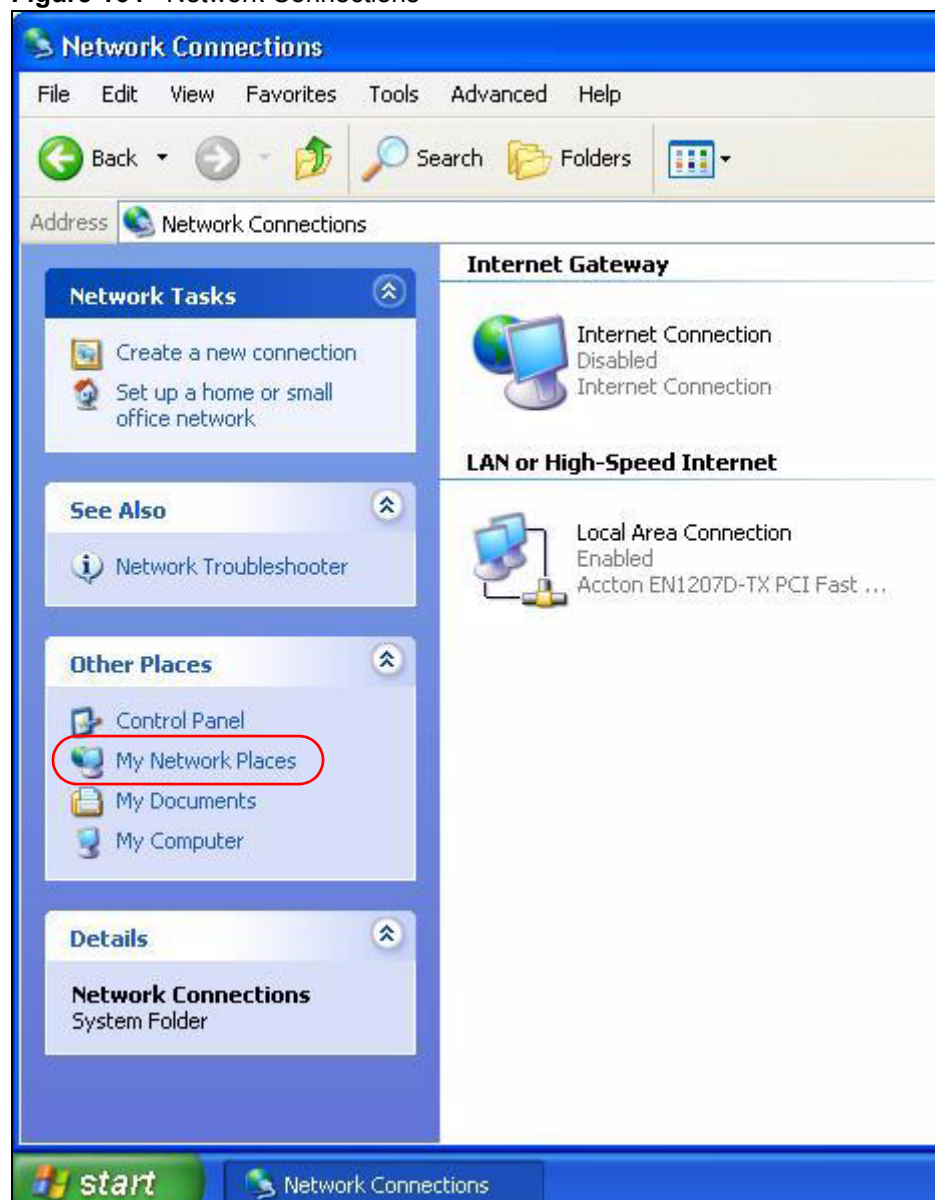 Network Connections
Network Connections
File Edit View Favorites Tools Advanced Help
Back Search Folders
Address Network Connections
Network Tasks
Create a new connection
Set up a home or small
office network
See Also
Network Troubleshooter
Other Places
Control Panel
My Network Places
My Documents
My Computer
Details
Network Connections
System Folder
Internet Gateway
Internet Connection
Disabled
Internet Connection
LAN or High-Speed Internet
Local Area Connection
Enabled
Accton EN1207D-TX PCI Fast ...
start Network Connections